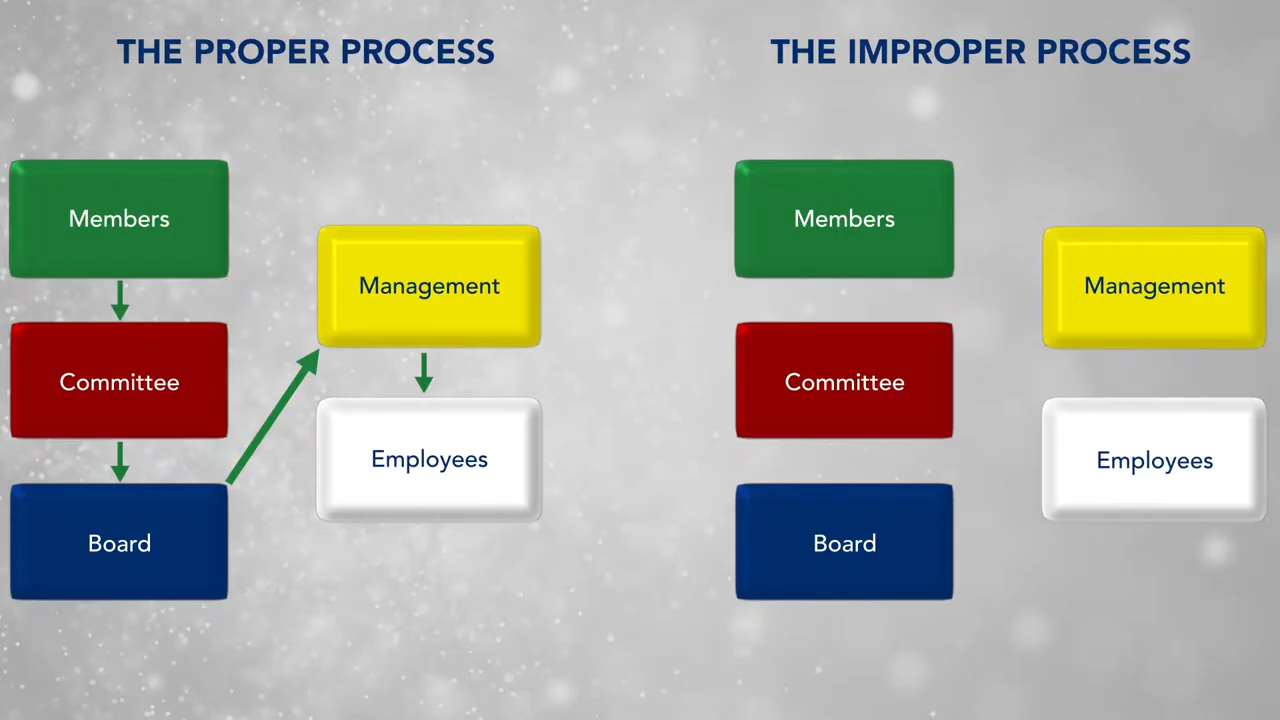 THE PROPER PROCESS
Members
Committee
Board
Management
Employees
THE IMPROPER PROCESS
Members
Committee
Board
Management
Employees